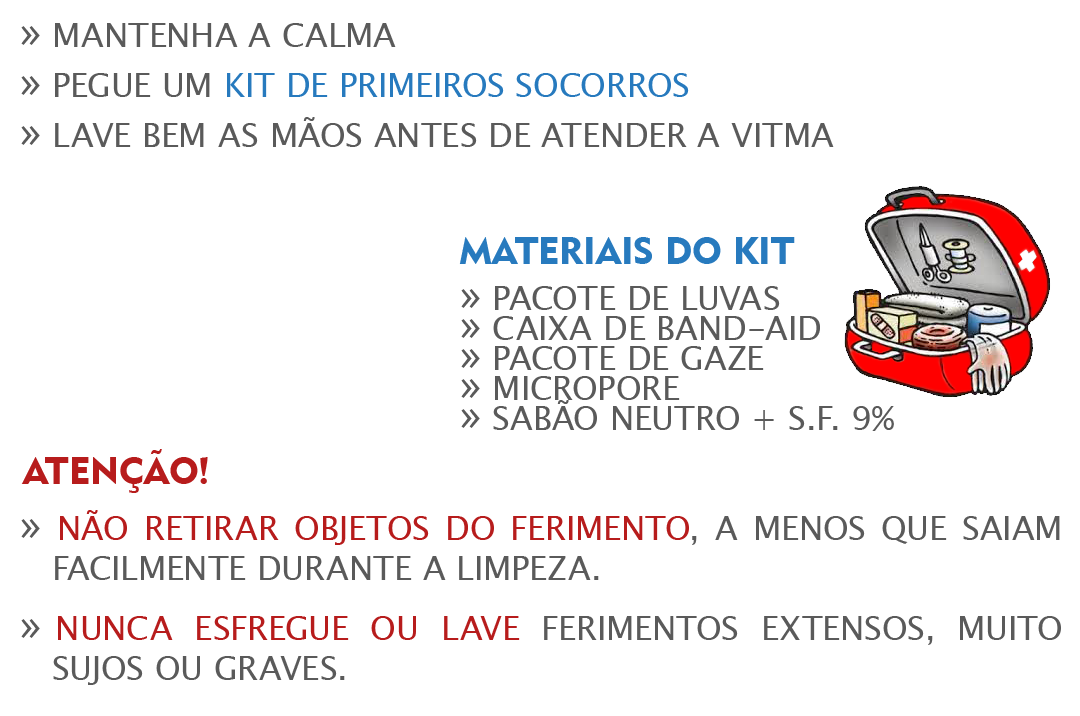 » MANTENHA A CALMA
» PEGUE UM KIT DE PRIMEIROS SOCORROS
» LAVE BEM AS MÃOS ANTES DE ATENDER A VITMA
MATERIAIS DO KIT
» PACOTE DE LUVAS
» CAIXA DE BAND-AID
» PACOTE DE GAZE
» MICROPORE
» SABÃO NEUTRO + S.F. 9%
ATENÇÃO!
» NÃO RETIRAR OBJETOS DO FERIMENTO, A MENOS QUE SAIAM
FACILMENTE DURANTE A LIMPEZA.
» NUNCA ESFREGUE OU LAVE FERIMENTOS EXTENSOS, MUITO
SUJOS OU GRAVES.